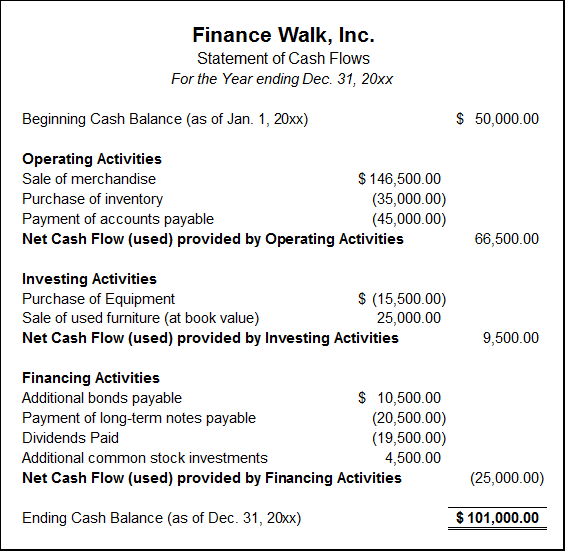 Finance Walk, Inc.
Statement of Cash Flows
For the Year ending Dec. 31, 20xx
Beginning Cash Balance (as of Jan. 1, 20xx) $ 50,000.00
Operating Activities
Sale of merchandise $ 146,500.00
Purchase of inventory (35,000.00)
Payment of accounts payable (45,000.00)
Net Cash Flow (used) provided by Operating Activities 66,500.00
Investing Activities
Purchase of Equipment $ (15,500.00)
Sale of used furniture (at book value) 25,000.00
Net Cash Flow (used) provided by Investing Activities 9,500.00
Financing Activities
Additional bonds payable $ 10,500.00
Payment of long-term notes payable (20,500.00)
Dividends Paid (19,500.00)
Additional common stock investments 4,500.00
Net Cash Flow (used) provided by Financing Activities (25,000.00)
Ending Cash Balance (as of Dec. 31, 20xx) $ 101,000.00